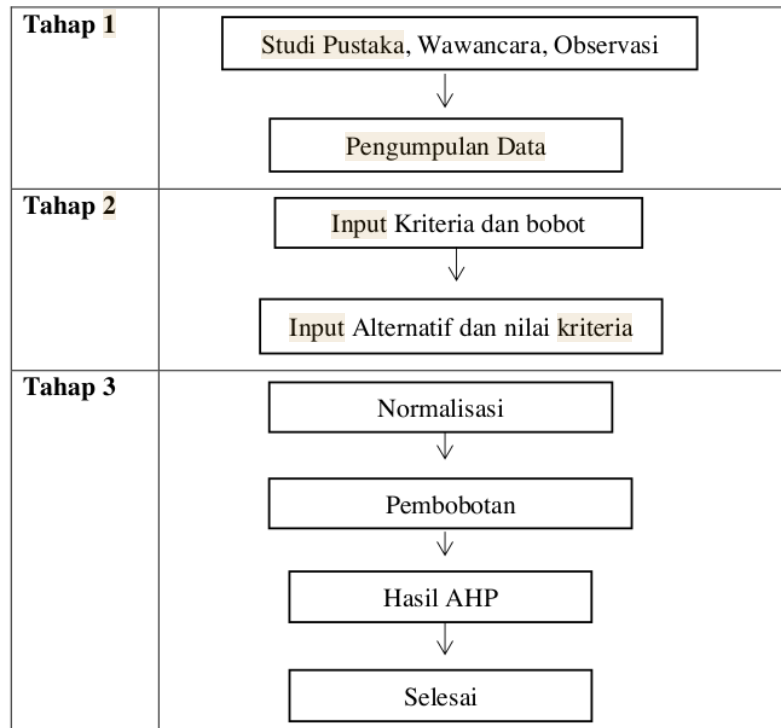 Tahap 1
Studi Pustaka, Wawancara, Observasi
Pengumpulan Data
Tahap 2
Input Kriteria dan bobot
Input Alternatif dan nilai kriteria
Tahap 3
Normalisasi
Pembobotan
Hasil AHP
Selesai